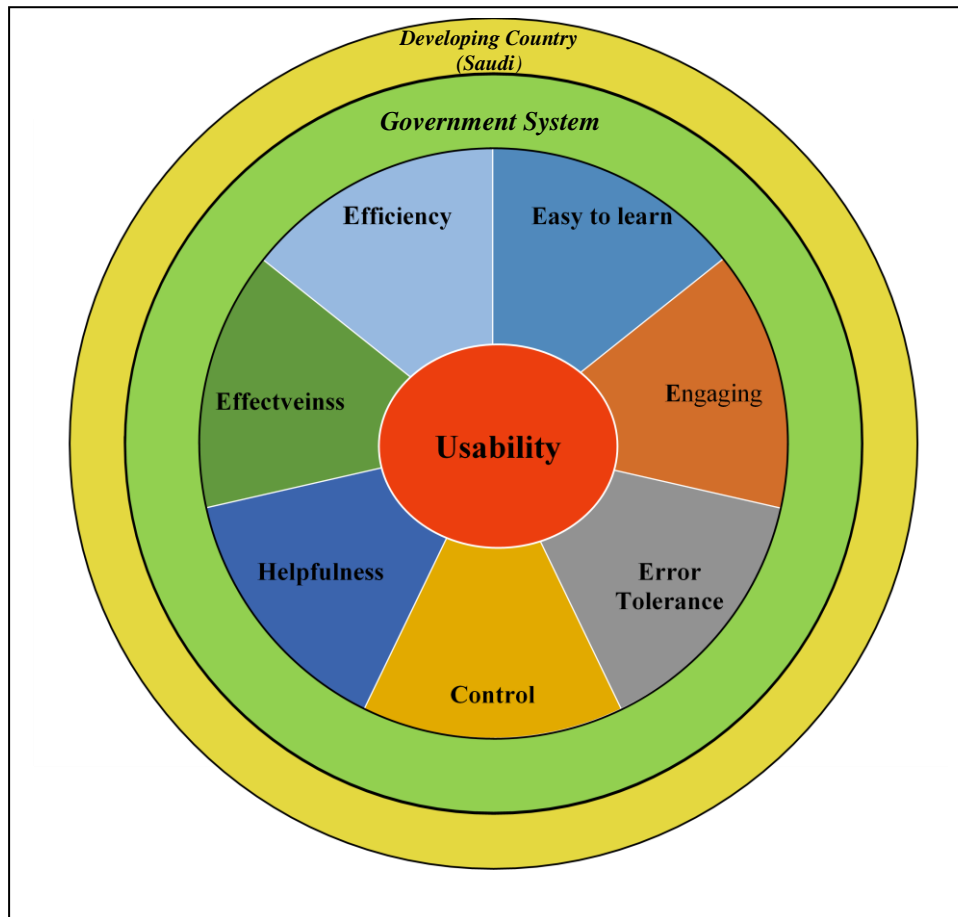 Developing Country
(Saudi)
Government System
Efficiency
Easy to learn
Effectveinss
Engaging
Usability
Helpfulness
Error
Tolerance
Control